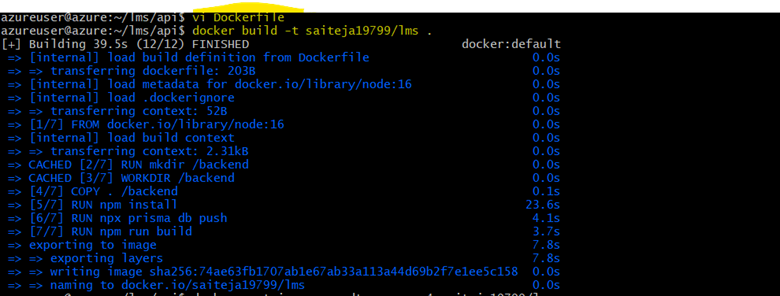 azureuser@azure:~/lms/api$ vi Dockerfile
azureuser@azure:~/lms/api$ docker build -t saiteja19799/lms .
[+] Building 39.5s (12/12) FINISHED docker:default
=> [internal] load build definition from Dockerfile 0.0s
=> => transferring dockerfile: 203B 0.0s
=> [internal] load metadata for docker.io/library/node:16 0.0s
=> [internal] load .dockerignore 0.0s
=> => transferring context: 52B 0.0s
=> [1/7] FROM docker.io/library/node:16 0.0s
=> [internal] load build context 0.0s
=> => transferring context: 2.31kB 0.0s
=> CACHED [2/7] RUN mkdir /backend 0.0s
=> CACHED [3/7] WORKDIR /backend 0.0s
=> [4/7] COPY . /backend 0.1s
=> [5/7] RUN npm install 23.6s
=> [6/7] RUN npx prisma db push 4.1s
=> [7/7] RUN npm run build 3.7s
=> exporting to image 7.8s
=> => exporting layers 7.8s
=> => writing image sha256:74ae63fb1707ab1e67ab33a113a44d69b2f7e1ee5c158 0.0s
=> => naming to docker.io/saiteja19799/lms 0.0s